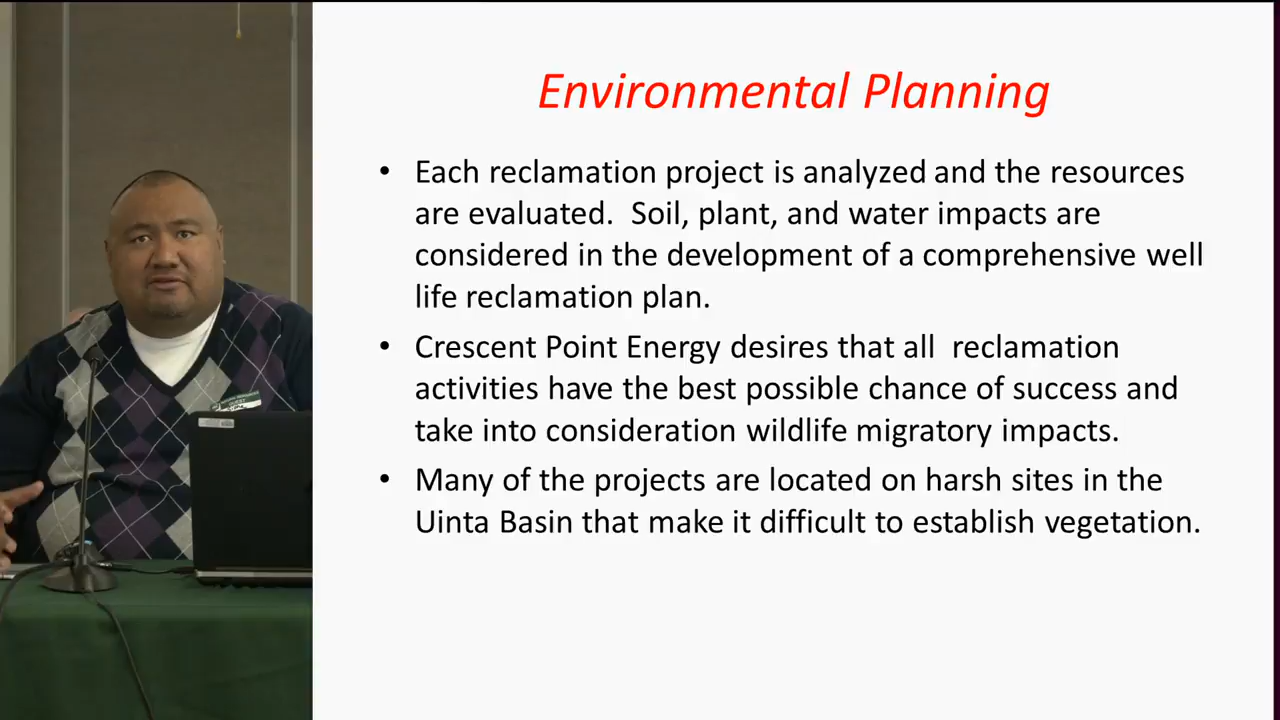 Environmental Planning
• Each reclamation project is analyzed and the resources
are evaluated.  Soil, plant, and water impacts are
considered in the development of a comprehensive well
life reclamation plan.
• Crescent Point Energy desires that all  reclamation
activities have the best possible chance of success and
take into consideration wildlife migratory impacts.
• Many of the projects are located on harsh sites in the
Uinta Basin that make it difficult to establish vegetation.
GUEST